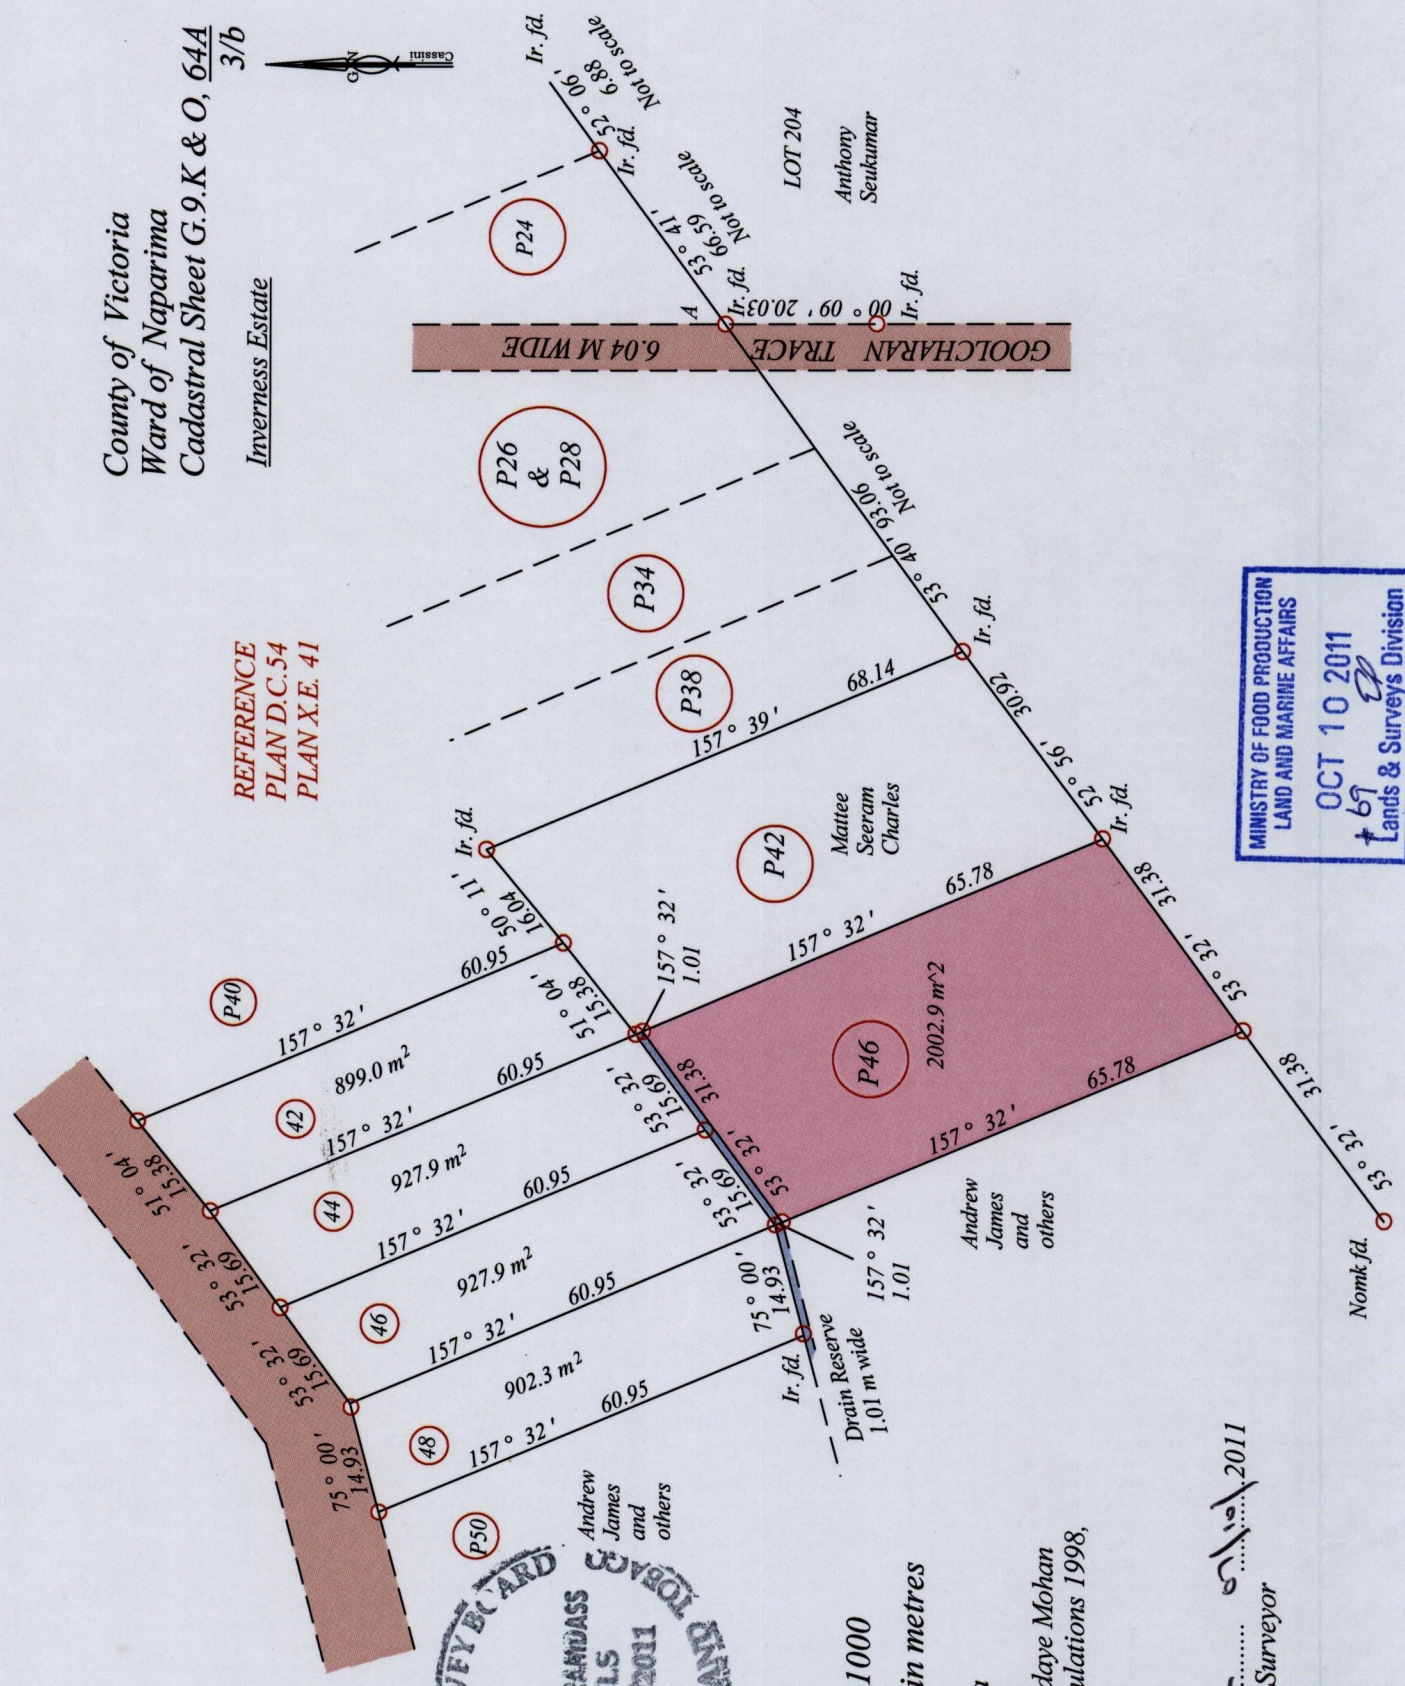 County of Victoria
Ward of Naparima
Cadastral Sheet G.9.K & O, 64A
3/b
Inverness Estate
G N
Cassini
REFERENCE
PLAN D.C.54
PLAN X.E. 41
Ir. fd.
52° 06'
6.88
Not to scale
Ir. fd.
P24
53° 41'
66.59
Not to scale
LOT 204
Anthony
Seukumar
A
Ir. fd.
00° 09' 20.03
Ir. fd.
GOOLCHARAN TRACE 6.04 M WIDE
P26
&
P28
P34
53° 40' 93.06
Not to scale
P38
Ir. fd.
157° 39'
68.14
52° 56'
30.92
Ir. fd.
Ir. fd.
50° 11'
16.04
P42
Mattee
Seeram
Charles
157° 32'
1.01
157° 32'
65.78
P40
157° 32'
60.95
51° 04'
15.38
51° 04'
15.38
899.0 m²
42
157° 32'
60.95
53° 32'
15.69
53° 32'
15.69
927.9 m²
44
157° 32'
60.95
53° 32'
15.69
53° 32'
15.69
927.9 m²
46
157° 32'
60.95
75° 00'
14.93
75° 00'
14.93
902.3 m²
48
157° 32'
60.95
53° 32'
31.38
P46
2002.9 m^2
53° 32'
31.38
157° 32'
65.78
157° 32'
1.01
Ir. fd.
Drain Reserve
1.01 m wide
Andrew
James
and
others
53° 32'
31.38
Nomk fd.
P50
Andrew
James
and
others
MINISTRY OF FOOD PRODUCTION
LAND AND MARINE AFFAIRS
OCT 10 2011
Lands & Surveys Division
AND TOBAGO
LS
2011
1000
in metres
daye Mohan
ulations 1998,
2011
Surveyor